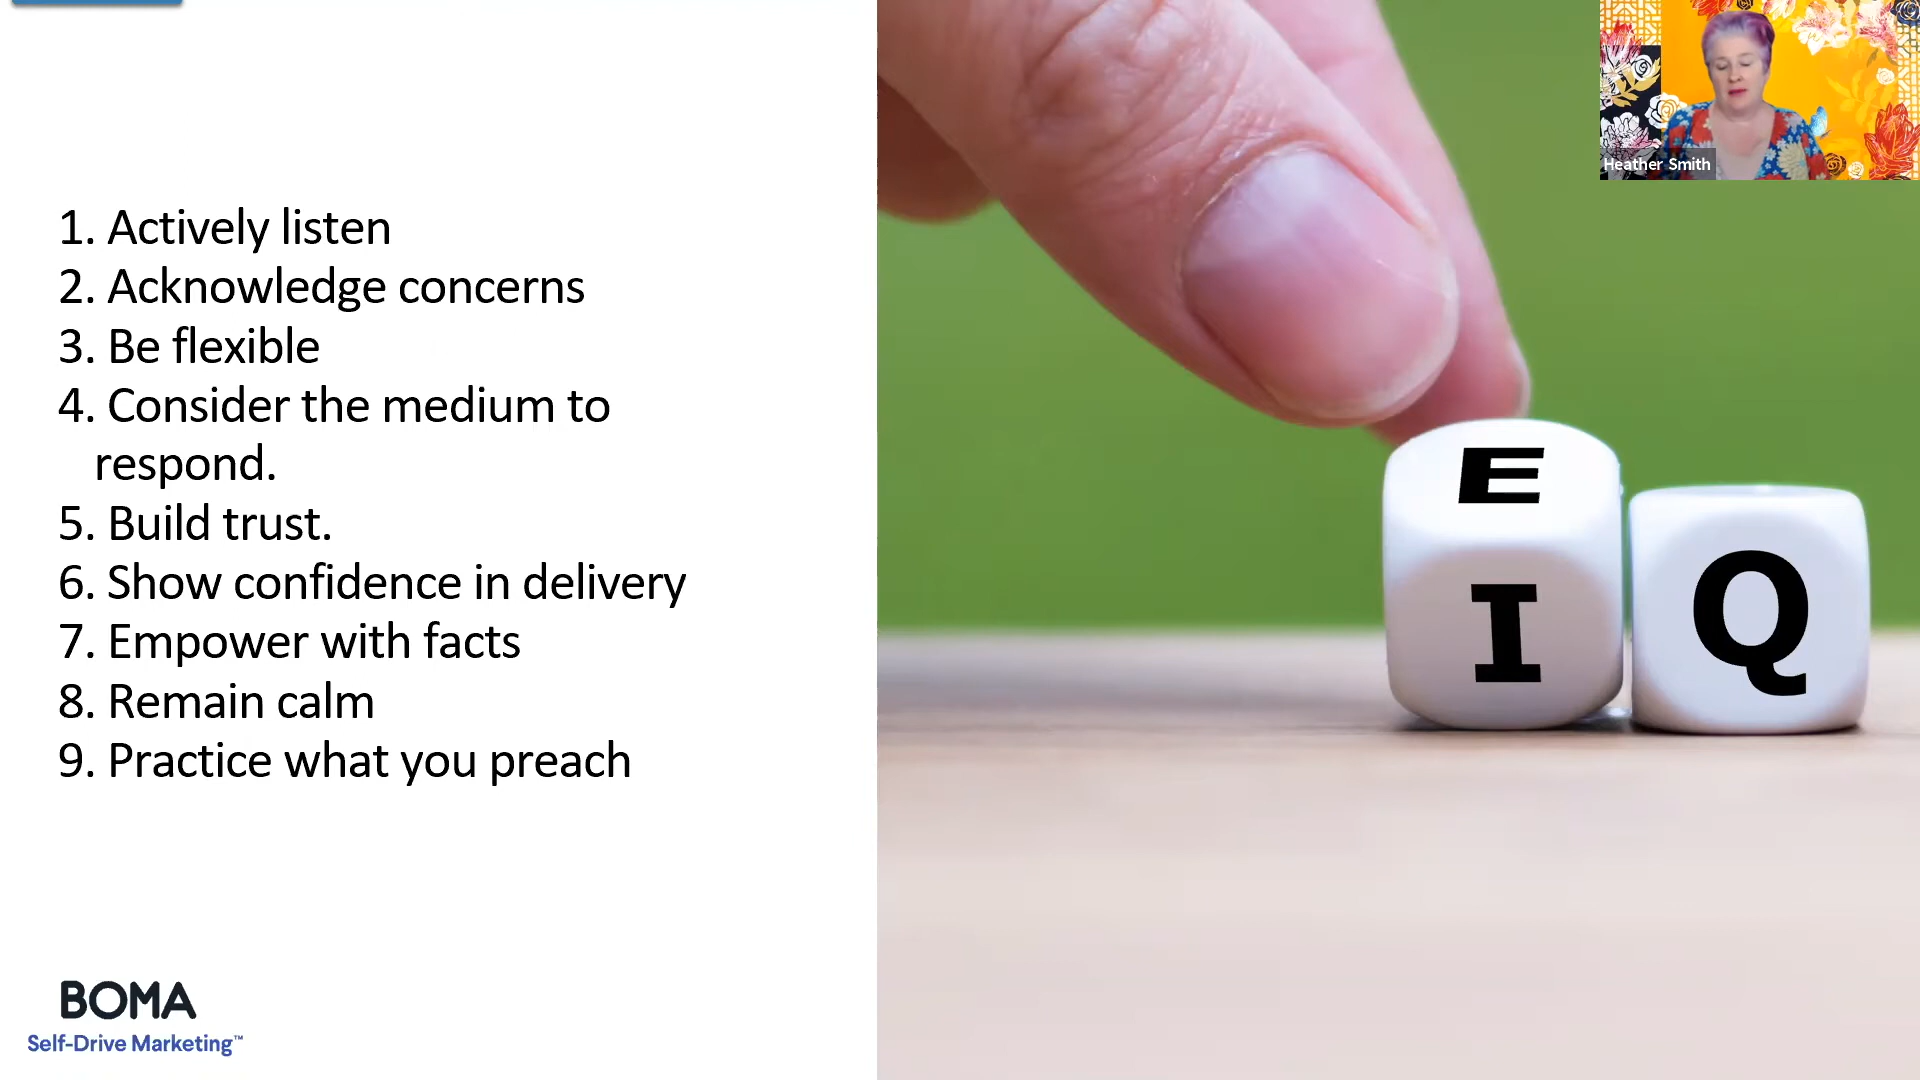 Heather Smith
1. Actively listen
2. Acknowledge concerns
3. Be flexible
4. Consider the medium to
respond.
5. Build trust.
6. Show confidence in delivery
7. Empower with facts
8. Remain calm
9. Practice what you preach
E
I Q
BOMA
Self-Drive Marketing™